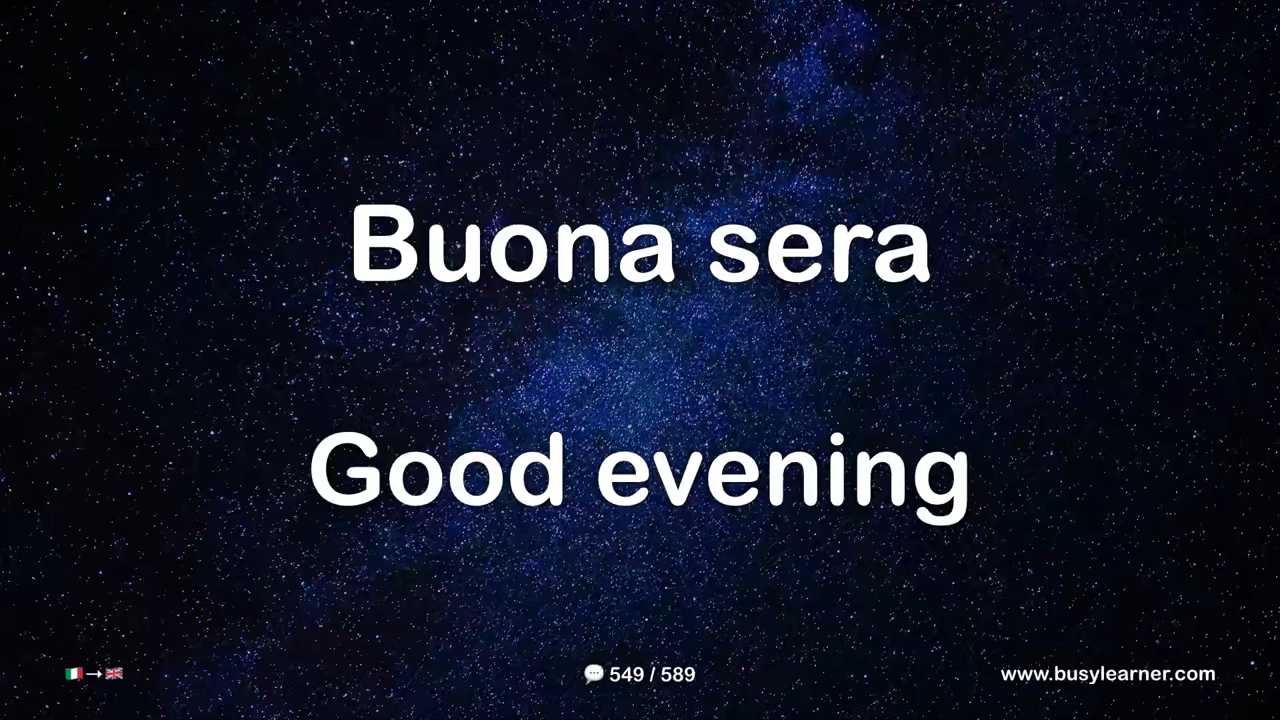 Buona sera
Good evening
🇮🇹→🇬🇧
💬 549 / 589
www.busylearner.com